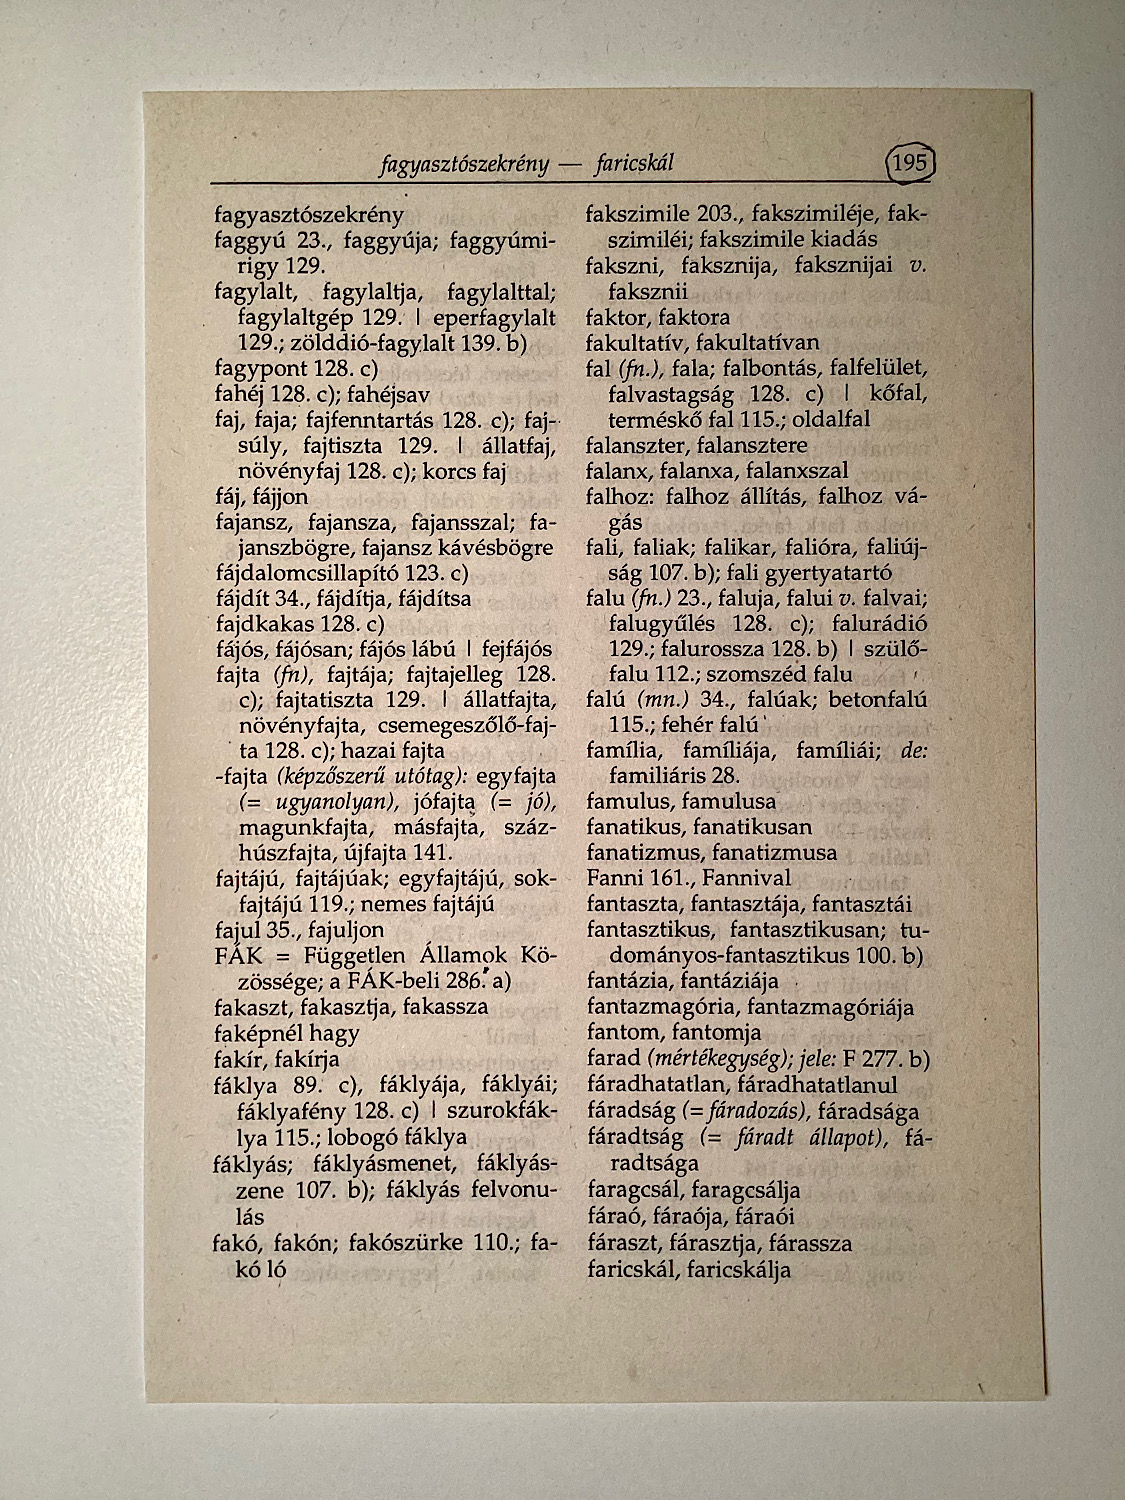 fagyasztószekrény — faricskál 195
fagyasztószekrény
faggyú 23., faggyúja; faggyúmi-
rigy 129.
fagylalt, fagylaltja, fagylalttal;
fagylaltgép 129. | eperfagylalt
129.; zölddió-fagylalt 139. b)
fagypont 128. c)
fahéj 128. c); fahéjsav
faj, faja; fajfenntartás 128. c); faj-
súly, fajtiszta 129. | állatfaj,
növényfaj 128. c); korcs faj
fáj, fájjon
fajansz, fajansza, fajansszal; fa-
janszbögre, fajansz kávésbögre
fájdalomcsillapító 123. c)
fájdít 34., fájdítja, fájdítsa
fajdkakas 128. c)
fájós, fájósan; fájós lábú | fejfájós
fajta (fn), fajtája; fajtajelleg 128.
c); fajtatiszta 129. | állatfajta,
növényfajta, csemegeszőlő-faj-
ta 128. c); hazai fajta
-fajta (képzőszerű utótag): egyfajta
(= ugyanolyan), jófajta (= jó),
magunkfajta, másfajta, száz-
húszfajta, újfajta 141.
fajtájú, fajtájúak; egyfajtájú, sok-
fajtájú 119.; nemes fajtájú
fajul 35., fajuljon
FÁK = Független Államok Kö-
zössége; a FÁK-beli 286. a)
fakaszt, fakasztja, fakassza
faképnél hagy
fakír, fakírja
fáklya 89. c), fáklyája, fáklyái;
fáklyafény 128. c) | szurokfák-
lya 115.; lobogó fáklya
fáklyás; fáklyásmenet, fáklyás-
zene 107. b); fáklyás felvonu-
lás
fakó, fakón; fakószürke 110.; fa-
kó ló
fakszimile 203., fakszimiléje, fak-
szimiléi; fakszimile kiadás
fakszni, faksznija, faksznijai v.
faksznii
faktor, faktora
fakultatív, fakultatívan
fal (fn.), fala; falbontás, falfelület,
falvastagság 128. c) | kőfal,
terméskő fal 115.; oldalfal
falanszter, falansztere
falanx, falanxa, falanxszal
falhoz: falhoz állítás, falhoz vá-
gás
fali, faliak; falikar, falióra, faliúj-
ság 107. b); fali gyertyatartó
falu (fn.) 23., faluja, falui v. falvai;
falugyűlés 128. c); falurádió
129.; falurossza 128. b) | szülő-
falu 112.; szomszéd falu
falú (mn.) 34., falúak; betonfalú
115.; fehér falú
família, famíliája, famíliái; de:
familiáris 28.
famulus, famulusa
fanatikus, fanatikusan
fanatizmus, fanatizmusa
Fanni 161., Fannival
fantaszta, fantasztája, fantasztái
fantasztikus, fantasztikusan; tu-
dományos-fantasztikus 100. b)
fantázia, fantáziája
fantazmagória, fantazmagóriája
fantom, fantomja
farad (mértékegység); jele: F 277. b)
fáradhatatlan, fáradhatatlanul
fáradság (= fáradozás), fáradsága
fáradtság (= fáradt állapot), fá-
radtsága
faragcsál, faragcsálja
fáraó, fáraója, fáraói
fáraszt, fárasztja, fárassza
faricskál, faricskálja